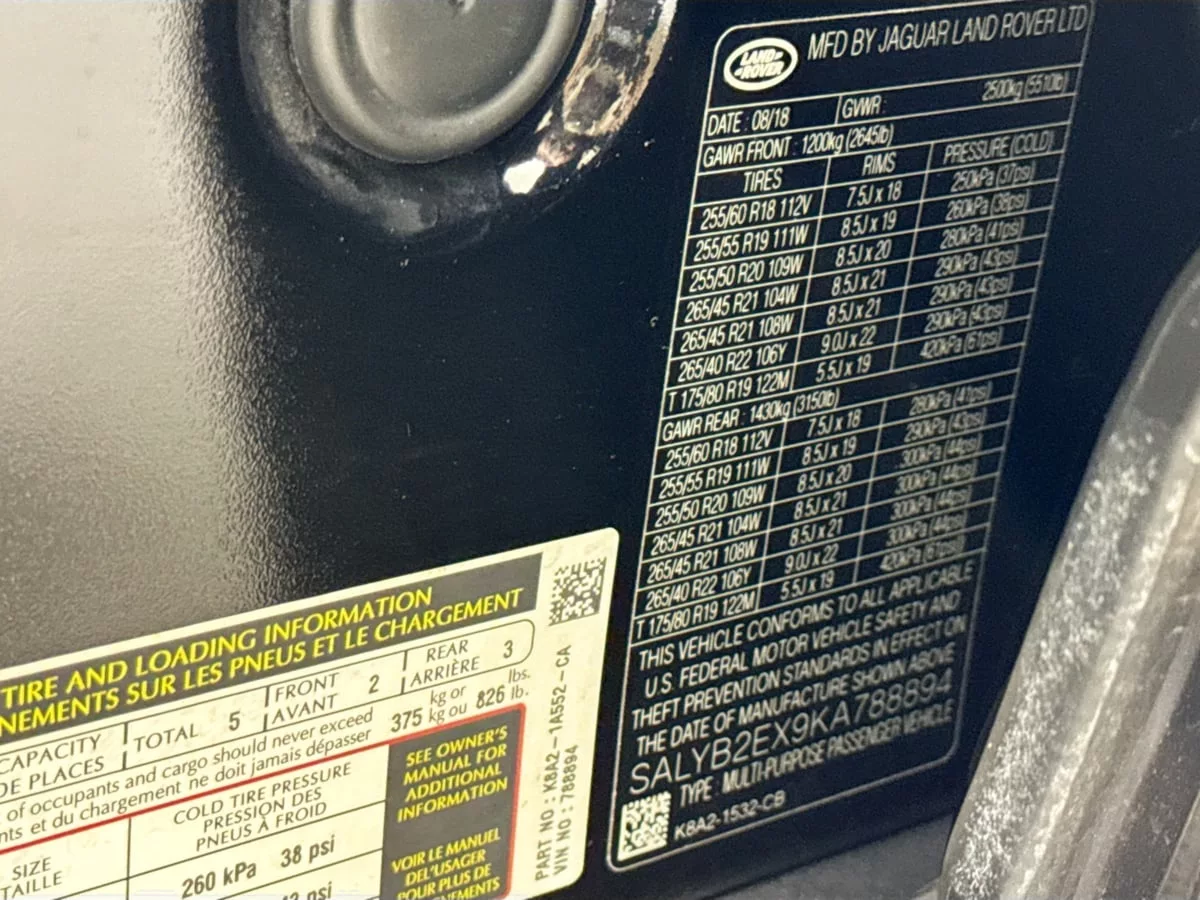 LAND ROVER
MFD BY JAGUAR LAND ROVER LTD
DATE : 08/18 GVWR : 2500kg (5510lb)
GAWR FRONT : 1200kg (2645lb)
TIRES RIMS PRESSURE (COLD)
255/60 R18 112V 7.5J x 18 250kPa (37psi)
255/55 R19 111W 8.5J x 19 260kPa (38psi)
255/50 R20 109W 8.5J x 20 280kPa (41psi)
265/45 R21 104W 8.5J x 21 290kPa (43psi)
265/45 R21 108W 8.5J x 21 290kPa (43psi)
265/40 R22 106Y 9.0J x 22 290kPa (43psi)
T 175/80 R19 122M 5.5J x 19 420kPa (61psi)
GAWR REAR : 1430kg (3150lb)
255/60 R18 112V 7.5J x 18 280kPa (41psi)
255/55 R19 111W 8.5J x 19 290kPa (43psi)
255/50 R20 109W 8.5J x 20 300kPa (44psi)
265/45 R21 104W 8.5J x 21 300kPa (44psi)
265/45 R21 108W 8.5J x 21 300kPa (44psi)
265/40 R22 106Y 9.0J x 22 300kPa (44psi)
T 175/80 R19 122M 5.5J x 19 420kPa (61psi)
THIS VEHICLE CONFORMS TO ALL APPLICABLE
U.S. FEDERAL MOTOR VEHICLE SAFETY AND
THEFT PREVENTION STANDARDS IN EFFECT ON
THE DATE OF MANUFACTURE SHOWN ABOVE
SALYB2EX9KA788894
TYPE : MULTI-PURPOSE PASSENGER VEHICLE
K8A2-1532-CB
TIRE AND LOADING INFORMATION
NEMENTS SUR LES PNEUS ET LE CHARGEMENT
CAPACITY TOTAL 5 FRONT 2 REAR 3
DE PLACES AVANT ARRIÈRE
of occupants and cargo should never exceed 375 kg or 826 lbs.
nts et du chargement ne doit jamais dépasser kg ou lb.
SIZE
TAILLE
COLD TIRE PRESSURE
PRESSION DES
PNEUS À FROID
260 kPa 38 psi
psi
SEE OWNER'S
MANUAL FOR
ADDITIONAL
INFORMATION
VOIR LE MANUEL
DEL'USAGER
POUR PLUS DE
NEMENTS
PART NO : K8A2-1A552-CA
VIN NO : 788894